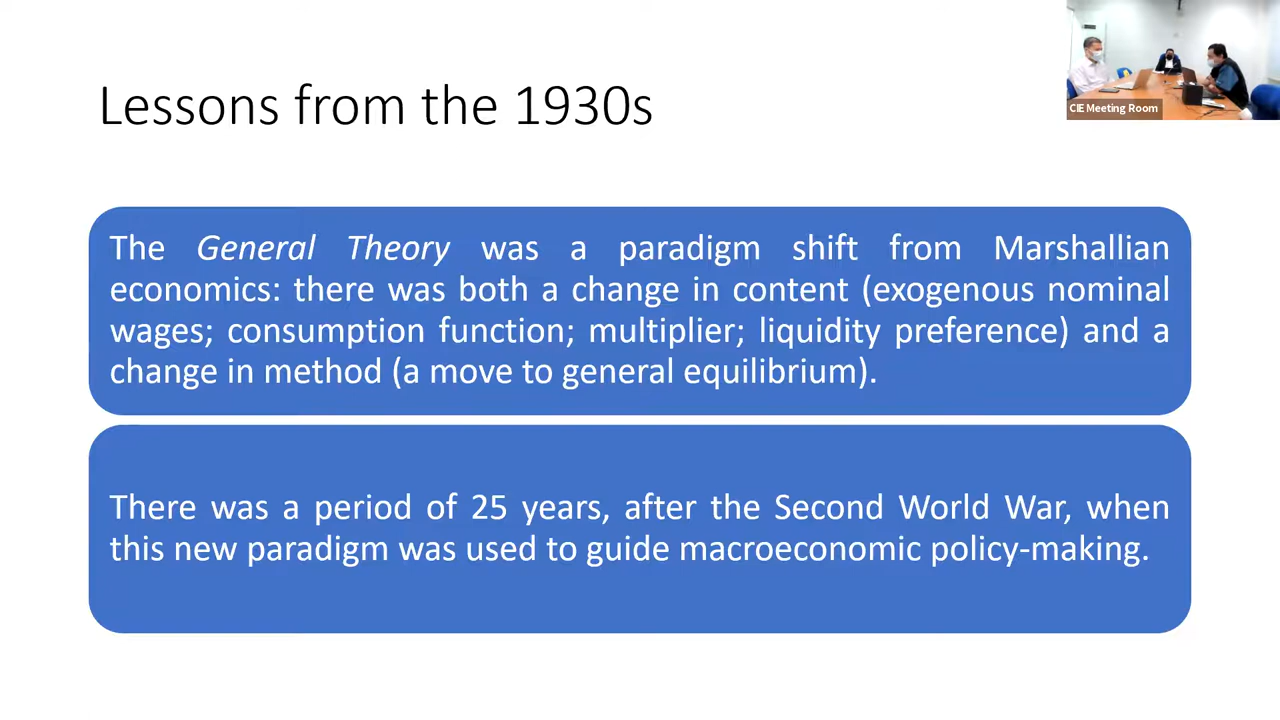 CIE Meeting Room
Lessons from the 1930s
The General Theory was a paradigm shift from Marshallian
economics: there was both a change in content (exogenous nominal
wages; consumption function; multiplier; liquidity preference) and a
change in method (a move to general equilibrium).
There was a period of 25 years, after the Second World War, when
this new paradigm was used to guide macroeconomic policy-making.